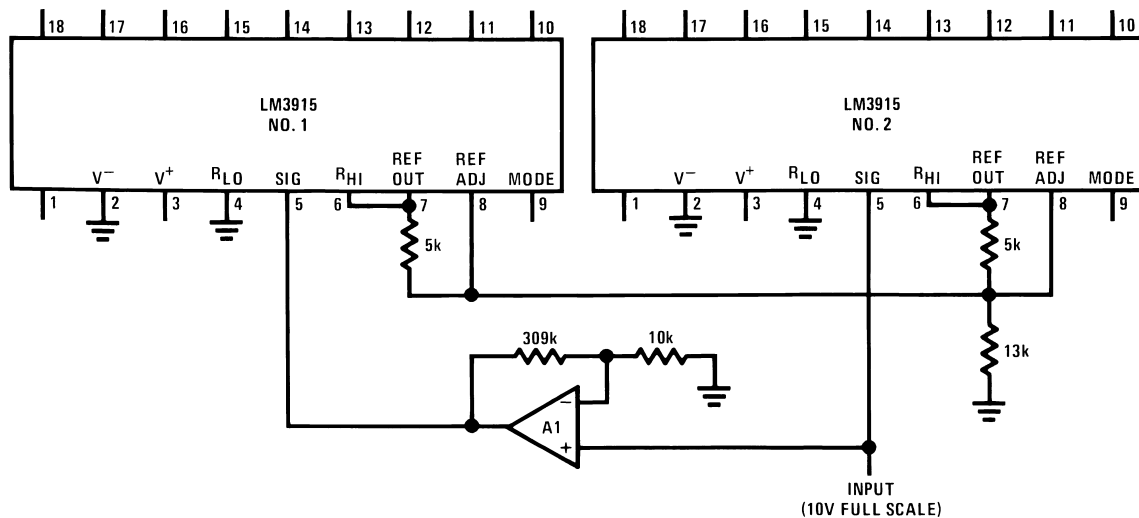 18 17 16 15 14 13 12 11 10 18 17 16 15 14 13 12 11 10
LM3915
NO. 1
LM3915
NO. 2
V− V+ RLO SIG RHI REF OUT REF ADJ MODE
V− V+ RLO SIG RHI REF OUT REF ADJ MODE
1 2 3 4 5 6 7 8 9 1 2 3 4 5 6 7 8 9
5k 5k
309k 10k 13k
−
A1
+
INPUT
(10V FULL SCALE)